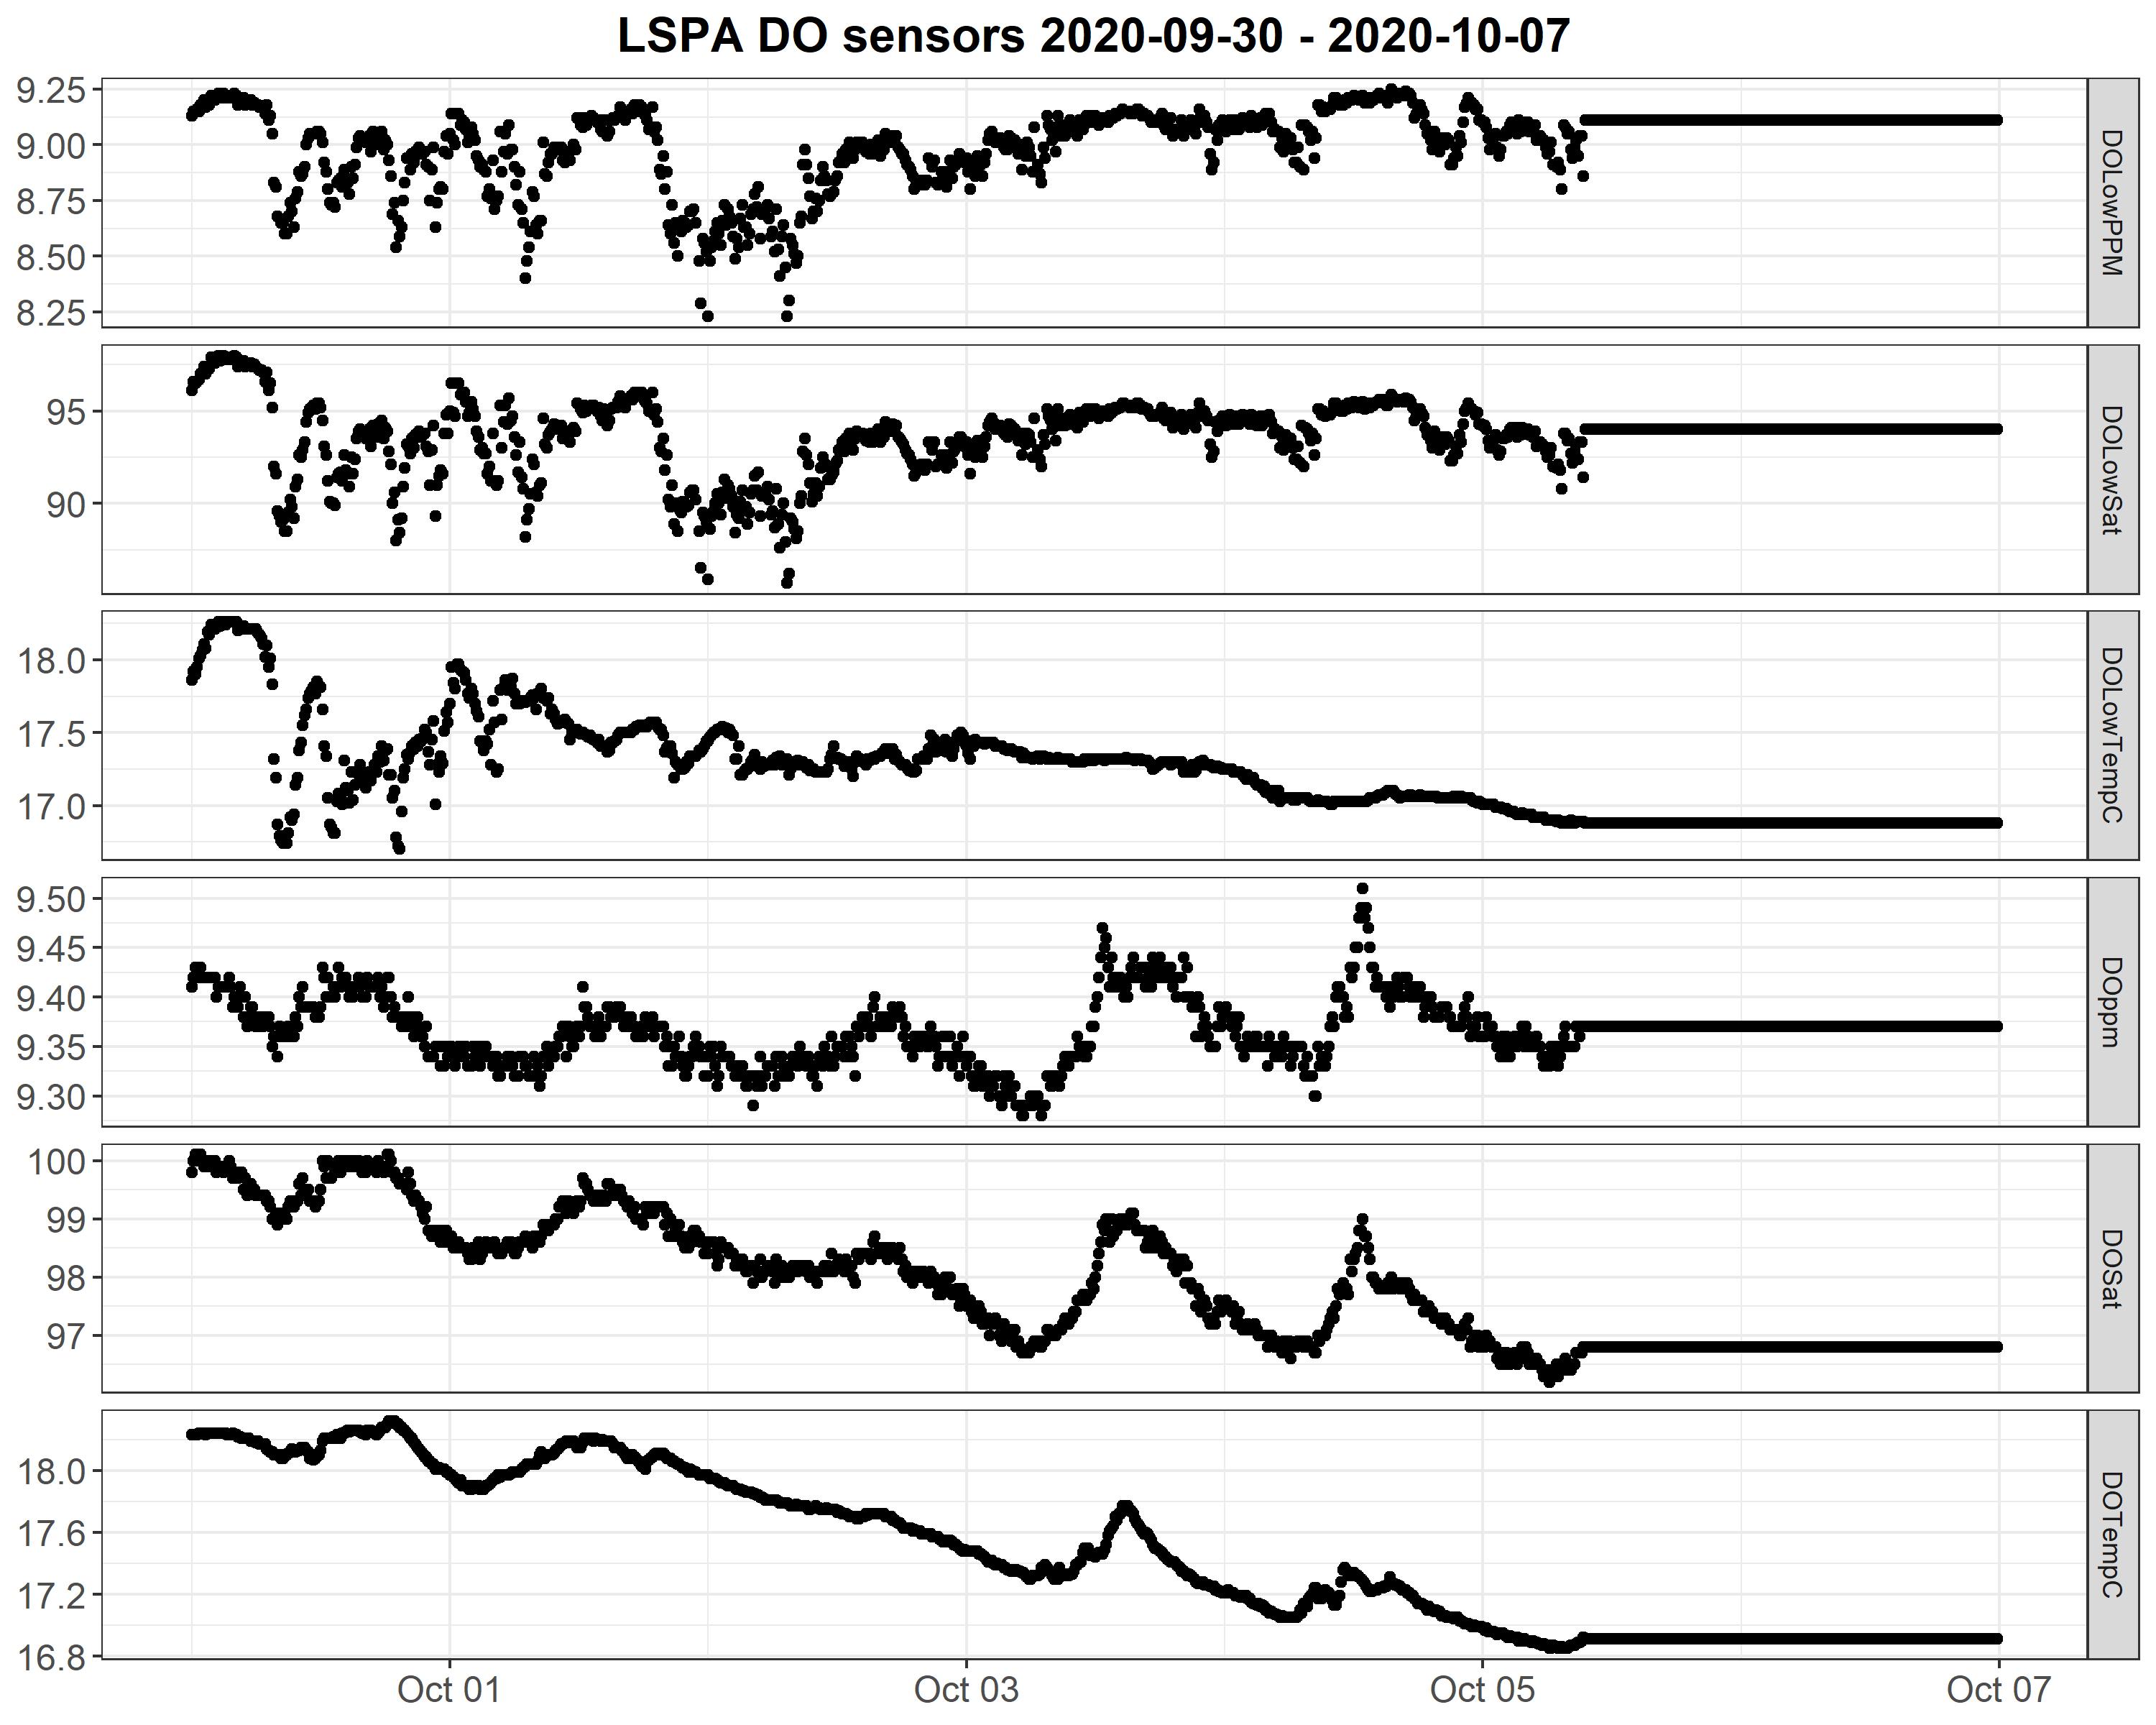 LSPA DO sensors 2020-09-30 - 2020-10-07
9.25
9.00
8.75
8.50
8.25
DOLowPPM
95
90
DOLowSat
18.0
17.5
17.0
DOLowTempC
9.50
9.45
9.40
9.35
9.30
DOppm
100
99
98
97
DOSat
18.0
17.6
17.2
16.8
DOTempC
Oct 01 Oct 03 Oct 05 Oct 07